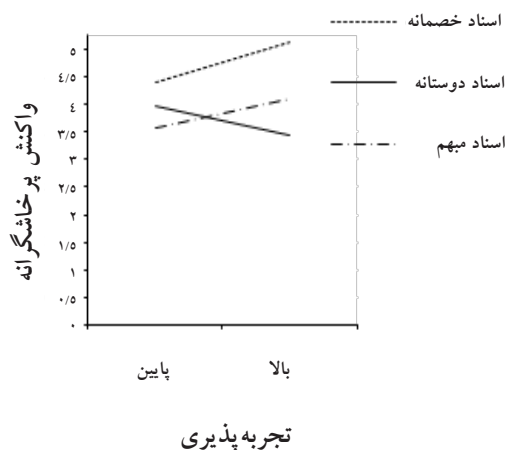 اسناد خصمانه
اسناد دوستانه
اسناد مبهم
واکنش پرخاشگرانه
۵
۴/۵
۴
۳/۵
۳
۲/۵
۲
۱/۵
۱
۰/۵
۰
پایین
بالا
تجربه‌پذیری